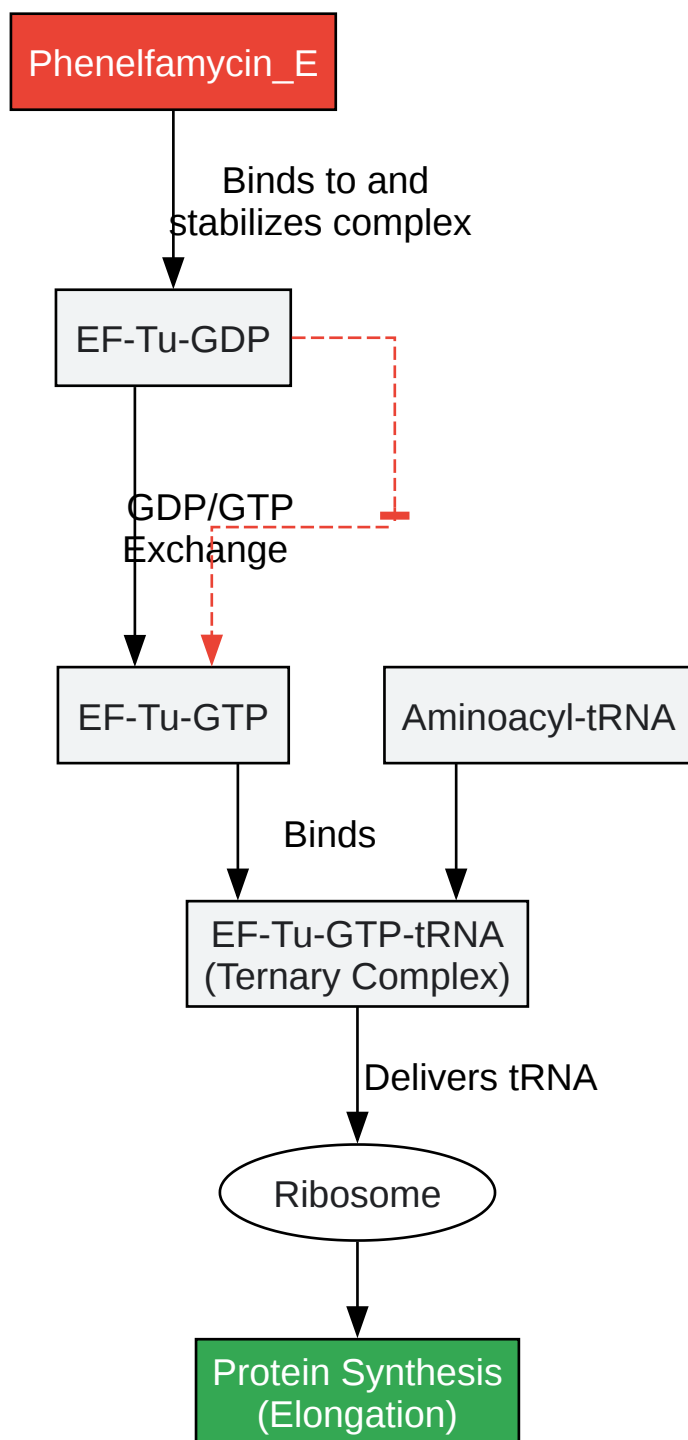 Phenelfamycin_E
Binds to and
stabilizes complex
EF-Tu-GDP
GDP/GTP
Exchange
EF-Tu-GTP
Aminoacyl-tRNA
Binds
EF-Tu-GTP-tRNA
(Ternary Complex)
Delivers tRNA
Ribosome
Protein Synthesis
(Elongation)